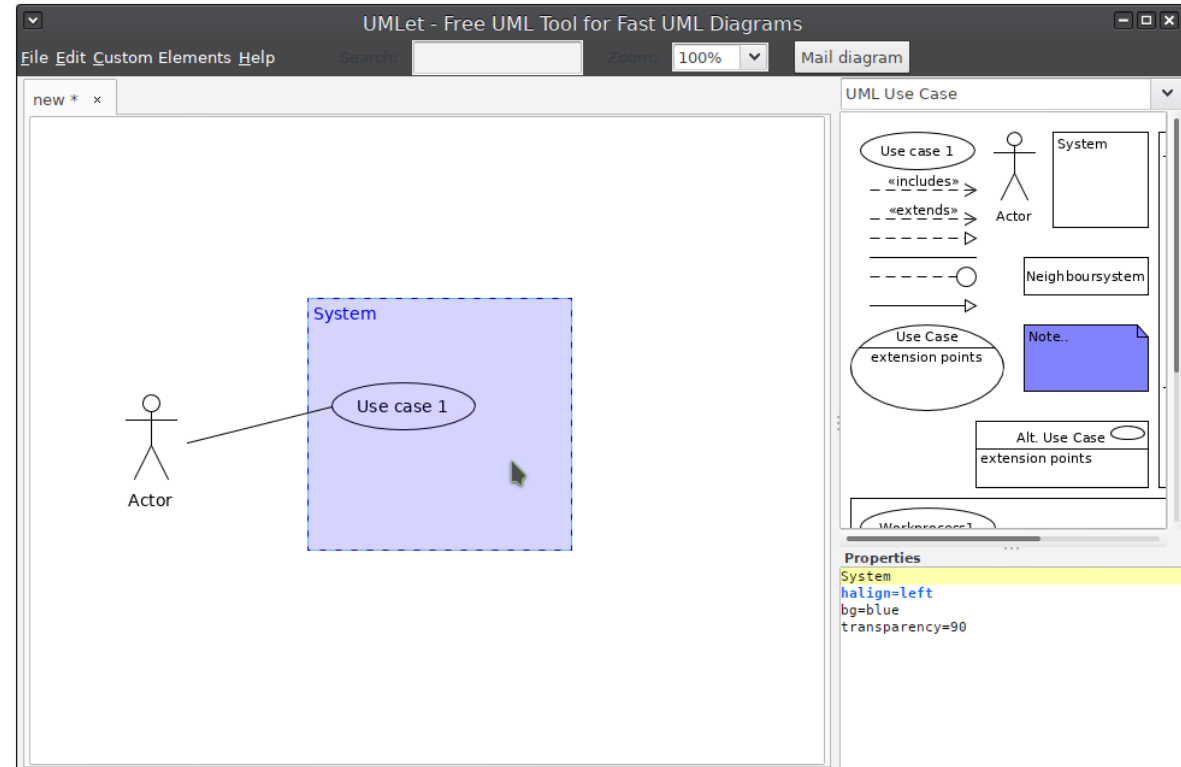 UMLet - Free UML Tool for Fast UML Diagrams
File Edit Custom Elements Help Search: Zoom: 100% Mail diagram
new * ×
UML Use Case
System
Use case 1
Actor
Use case 1
«includes»
«extends»
Actor
System
Neighboursystem
Use Case
extension points
Note..
Alt. Use Case
extension points
Workprocess1
Properties
System
halign=left
bg=blue
transparency=90